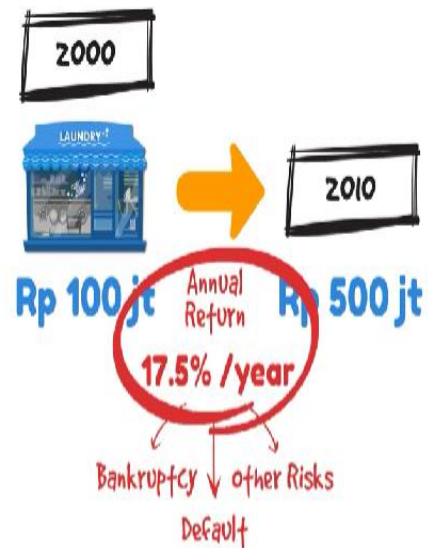 2000
LAUNDRY
2010
Rp 100 jt
Rp 500 jt
Annual
Return
17.5% /year
Bankruptcy
other Risks
Default